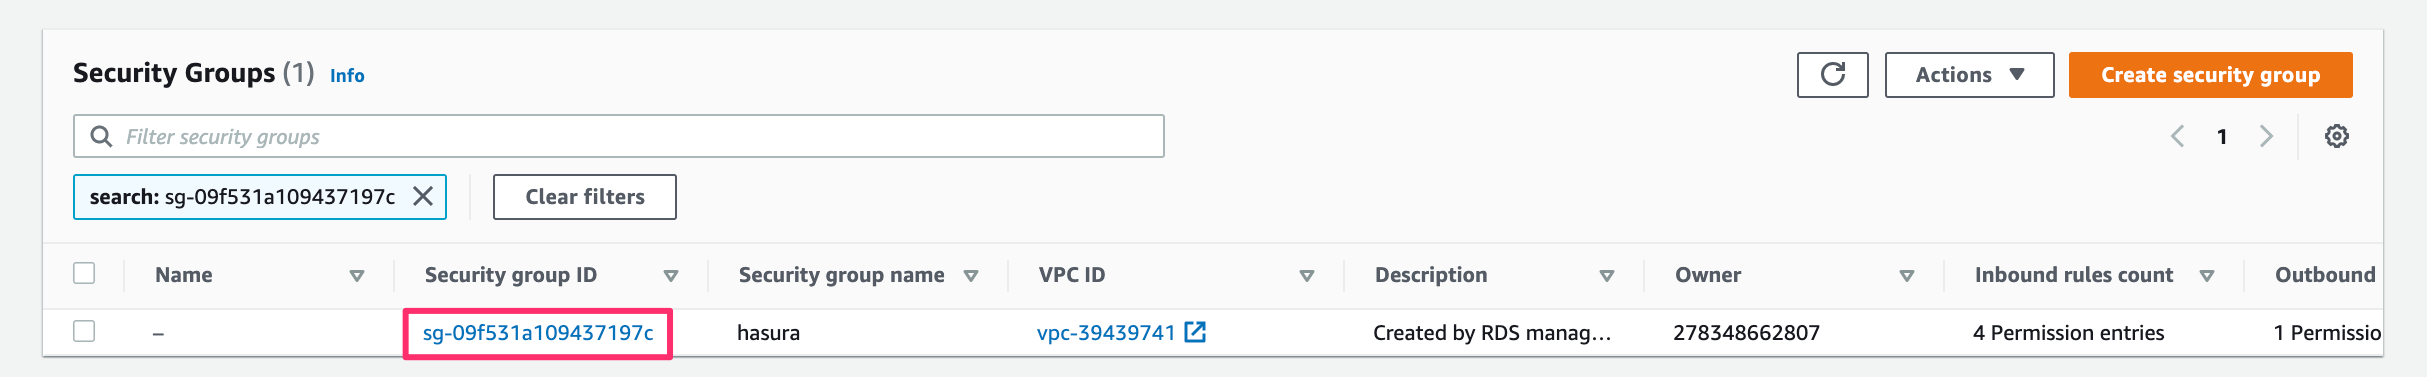 Security Groups (1) Info
Actions
Create security group
Filter security groups
1
search: sg-09f531a109437197c
Clear filters
Name Security group ID Security group name VPC ID Description Owner Inbound rules count Outbound
– sg-09f531a109437197c hasura vpc-39439741 Created by RDS manag... 278348662807 4 Permission entries 1 Permissio